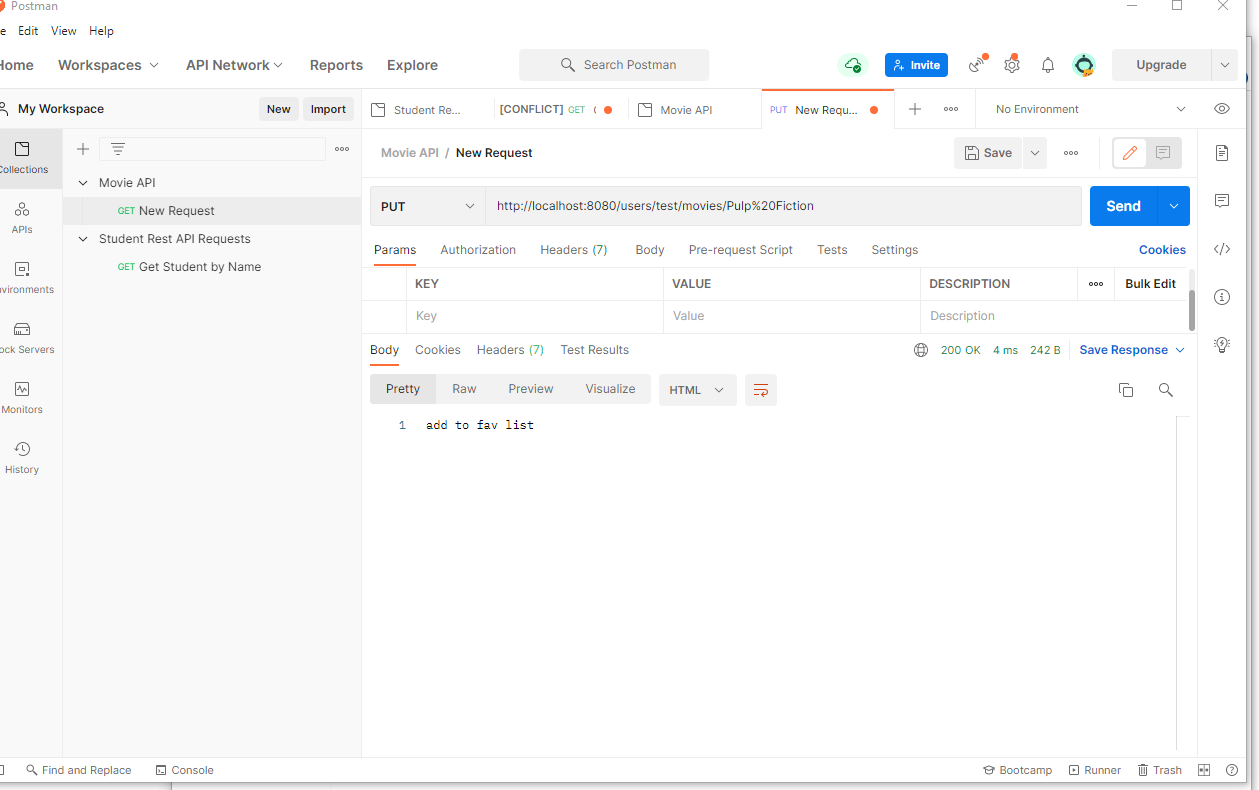 Postman
Edit View Help
Home Workspaces API Network Reports Explore Search Postman Invite Upgrade
My Workspace New Import Student Re... [CONFLICT] GET Movie API PUT New Requ... No Environment
Collections
Movie API / New Request Save
Movie API
GET New Request
PUT http://localhost:8080/users/test/movies/Pulp%20Fiction Send
APIs
Student Rest API Requests
GET Get Student by Name
Params Authorization Headers (7) Body Pre-request Script Tests Settings Cookies
KEY VALUE DESCRIPTION Bulk Edit
Environments
Key Value Description
Mock Servers
Body Cookies Headers (7) Test Results 200 OK 4 ms 242 B Save Response
Pretty Raw Preview Visualize HTML
Monitors
1 add to fav list
History
Find and Replace Console Bootcamp Runner Trash